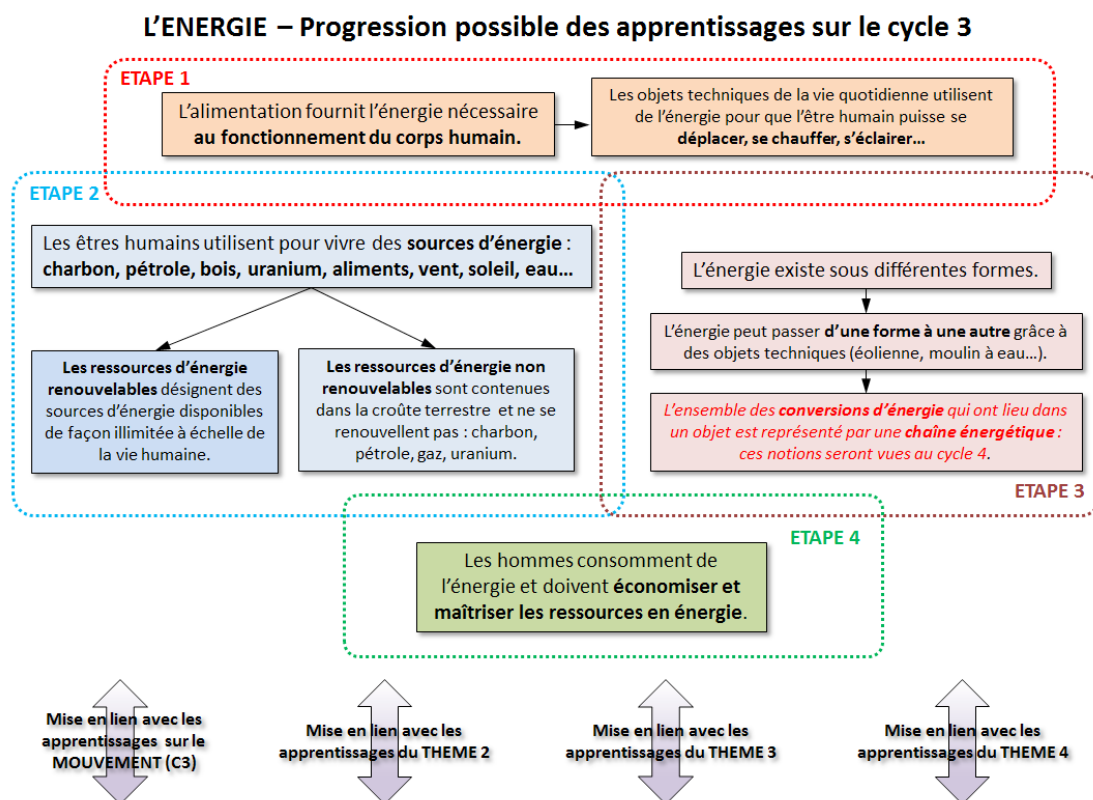 L'ENERGIE – Progression possible des apprentissages sur le cycle 3
ETAPE 1
L'alimentation fournit l'énergie nécessaire
au fonctionnement du corps humain.
Les objets techniques de la vie quotidienne utilisent
de l'énergie pour que l'être humain puisse se
déplacer, se chauffer, s'éclairer…
ETAPE 2
Les êtres humains utilisent pour vivre des sources d'énergie :
charbon, pétrole, bois, uranium, aliments, vent, soleil, eau…
Les ressources d'énergie
renouvelables désignent des
sources d'énergie disponibles
de façon illimitée à échelle de
la vie humaine.
Les ressources d'énergie non
renouvelables sont contenues
dans la croûte terrestre et ne se
renouvellent pas : charbon,
pétrole, gaz, uranium.
L'énergie existe sous différentes formes.
L'énergie peut passer d'une forme à une autre grâce à
des objets techniques (éolienne, moulin à eau…).
L'ensemble des conversions d'énergie qui ont lieu dans
un objet est représenté par une chaîne énergétique :
ces notions seront vues au cycle 4.
ETAPE 3
ETAPE 4
Les hommes consomment de
l'énergie et doivent économiser et
maîtriser les ressources en énergie.
Mise en lien avec les
apprentissages sur le
MOUVEMENT (C3)
Mise en lien avec les
apprentissages du THEME 2
Mise en lien avec les
apprentissages du THEME 3
Mise en lien avec les
apprentissages du THEME 4